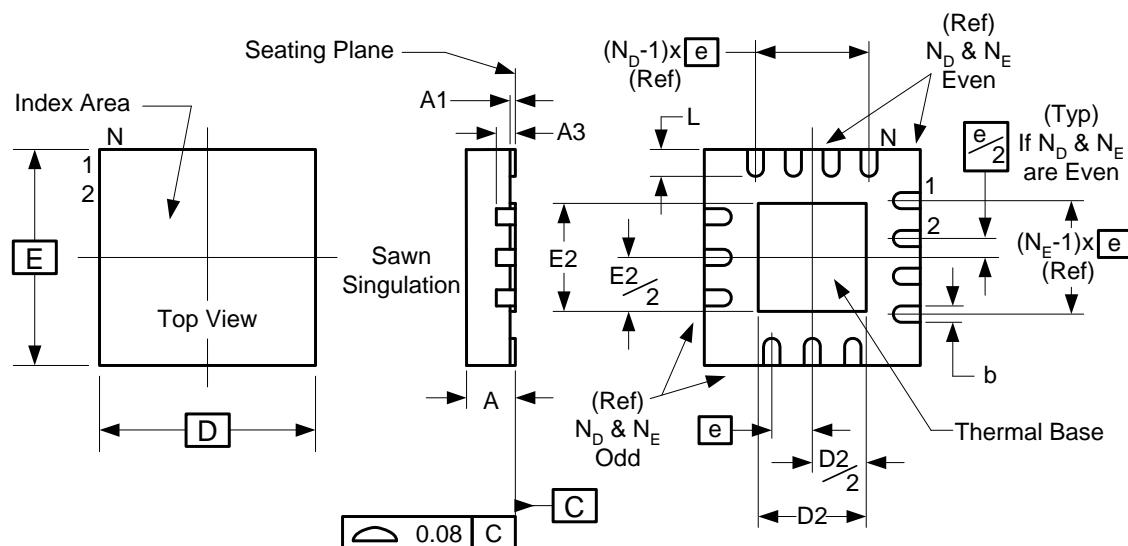 Seating Plane
Index Area
N
1
2
E
Top View
D
A1
A3
Sawn
Singulation
A
0.08 C
C
(N_D-1)x e
(Ref)
(Ref)
N_D & N_E
Even
L
N
e/2
(Typ)
If N_D & N_E
are Even
1
2
(N_E-1)x e
(Ref)
E2
E2/2
b
(Ref)
N_D & N_E
Odd
e
Thermal Base
D2/2
D2